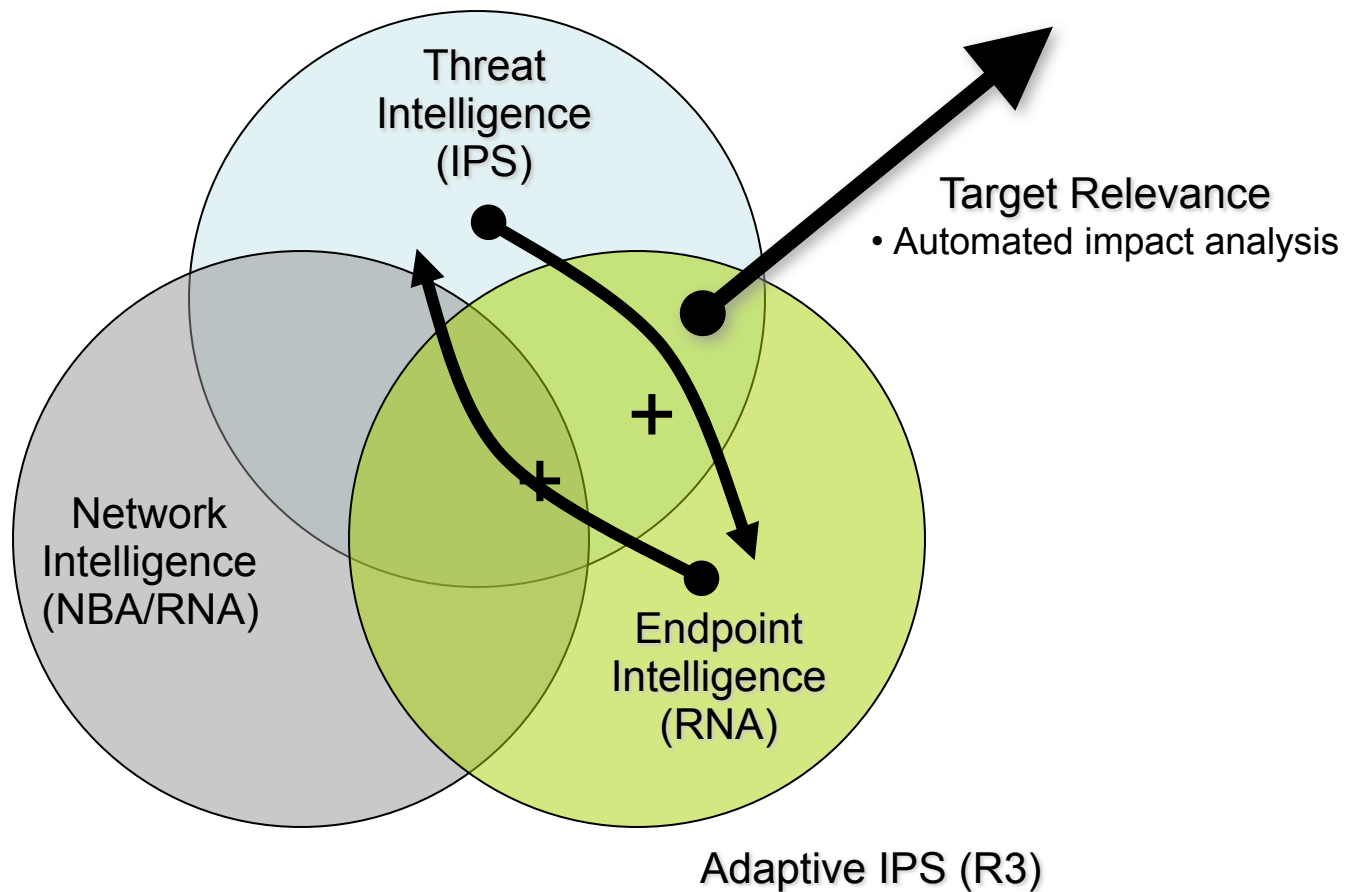 Threat
Intelligence
(IPS)
Target Relevance
• Automated impact analysis
+
+
Network
Intelligence
(NBA/RNA)
Endpoint
Intelligence
(RNA)
Adaptive IPS (R3)